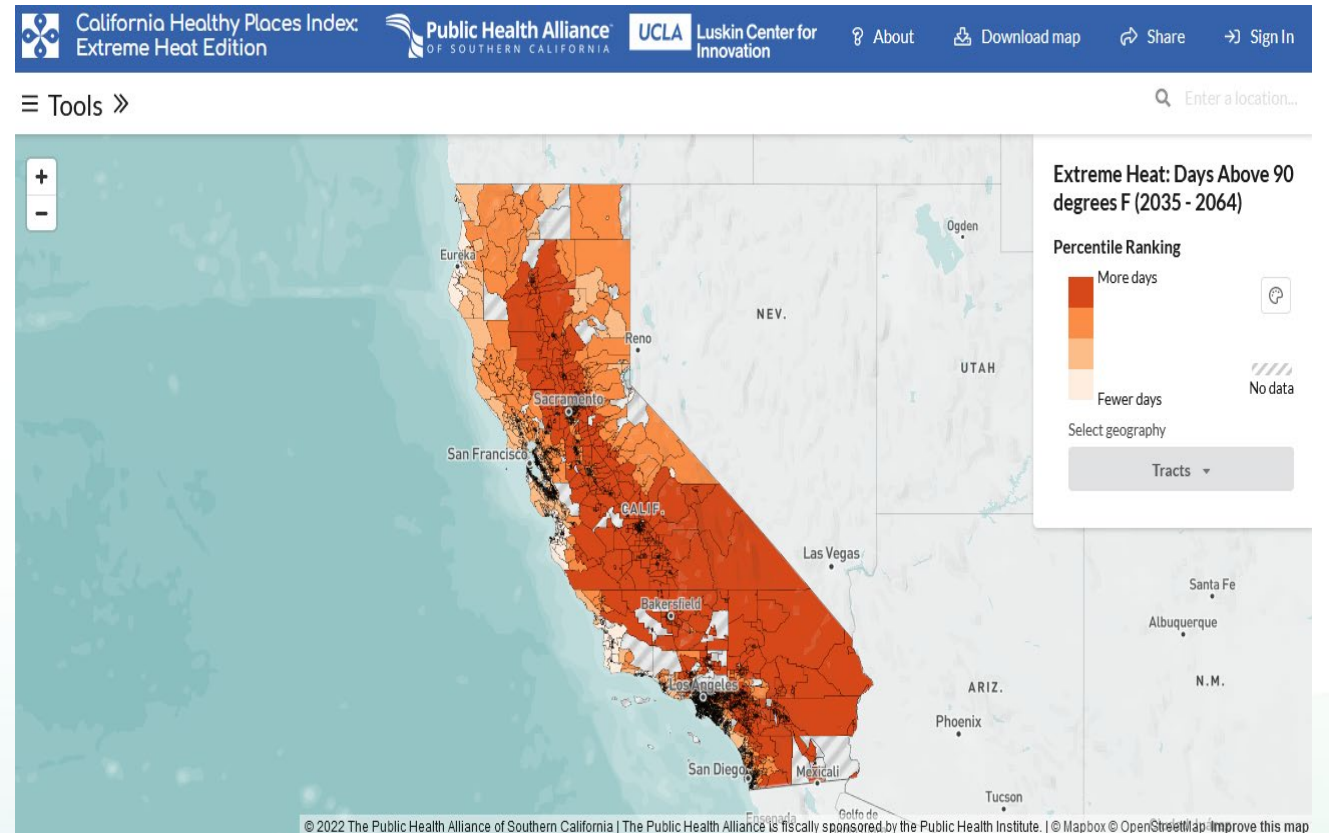 California Healthy Places Index:
Extreme Heat Edition
Public Health Alliance
OF SOUTHERN CALIFORNIA
UCLA Luskin Center for
Innovation
About
Download map
Share
Sign In
Tools
Enter a location...
+
−
Extreme Heat: Days Above 90
degrees F (2035 - 2064)
Percentile Ranking
More days
Fewer days
No data
Select geography
Tracts
Ogden
Eureka
NEV.
Reno
UTAH
Sacramento
San Francisco
CALIF.
Las Vegas
Santa Fe
Bakersfield
Albuquerque
Los Angeles
ARIZ.
N.M.
Phoenix
San Diego
Mexicali
Tucson
Ensenada
Golfo de
© 2022 The Public Health Alliance of Southern California | The Public Health Alliance is fiscally sponsored by the Public Health Institute. | © Mapbox © OpenStreetMap Improve this map